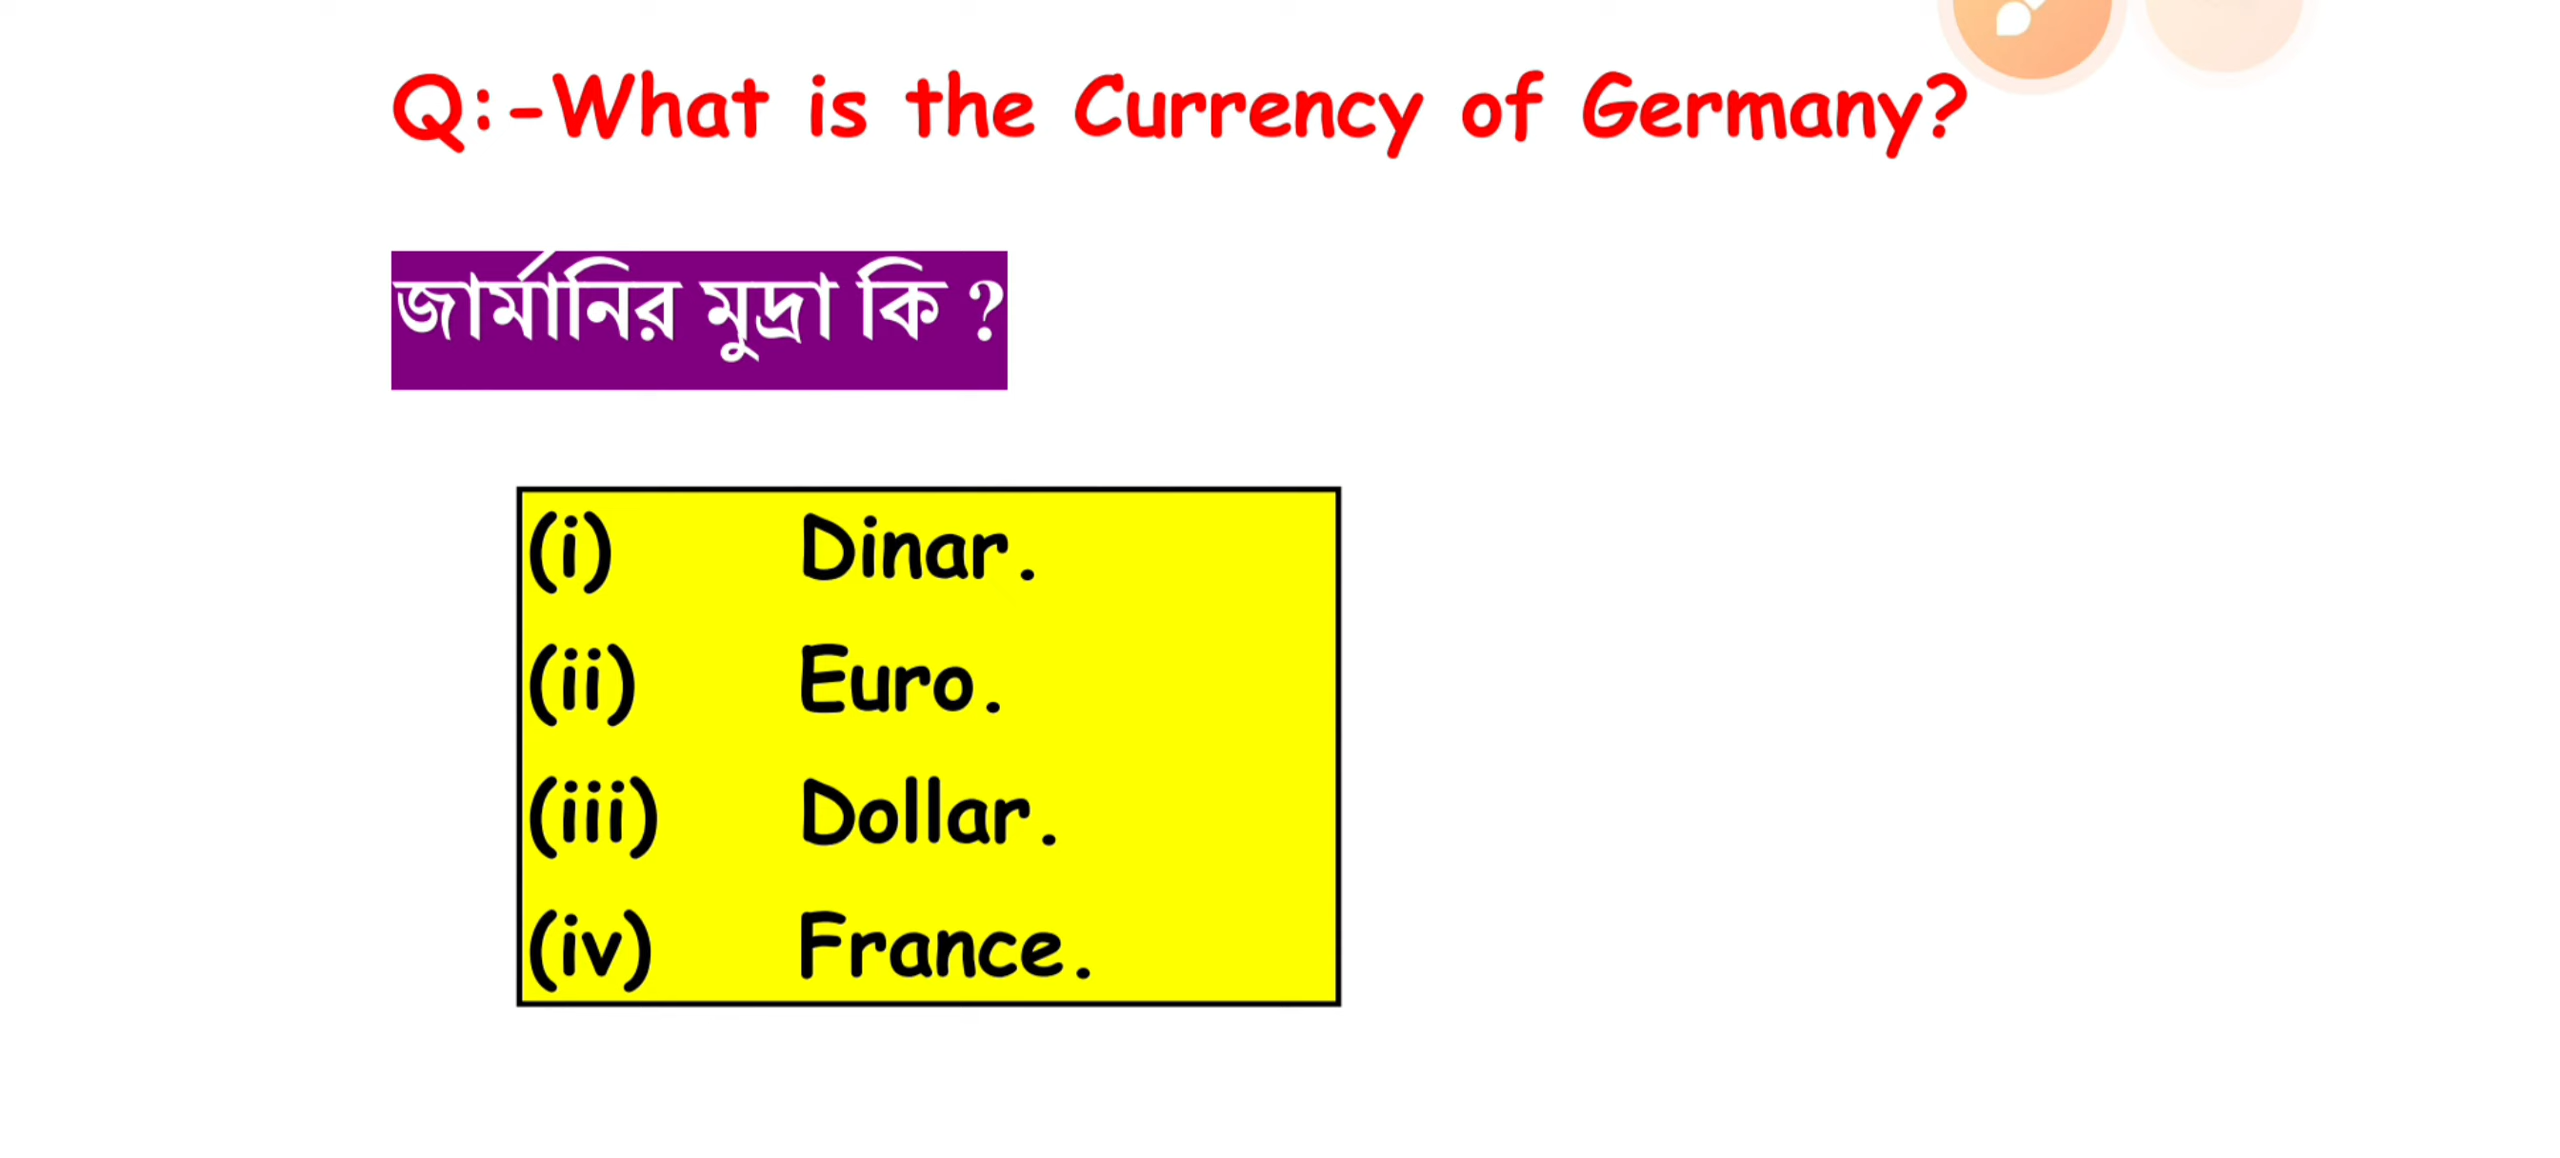 Q:-What is the Currency of Germany?
জার্মানির মুদ্রা কি ?
(i) Dinar.
(ii) Euro.
(iii) Dollar.
(iv) France.